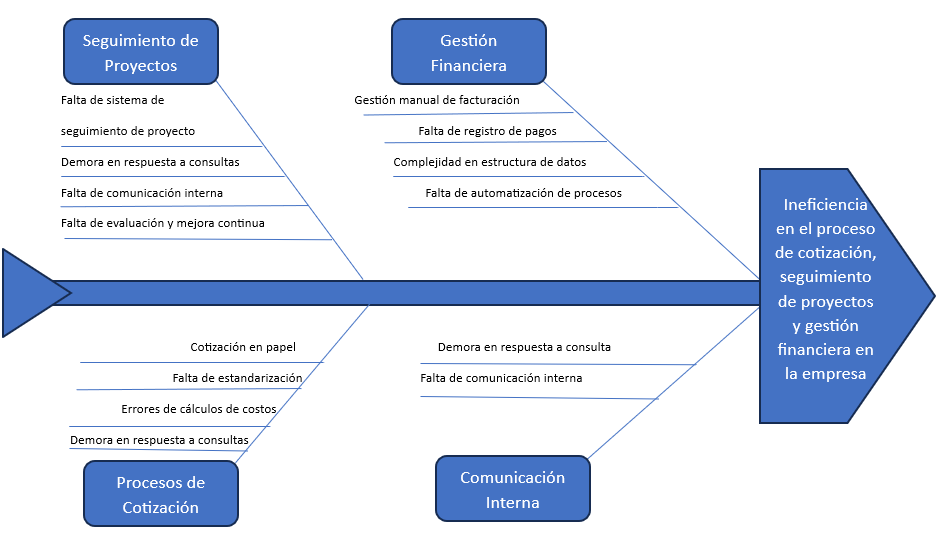 Seguimiento de
Proyectos
Falta de sistema de
seguimiento de proyecto
Demora en respuesta a consultas
Falta de comunicación interna
Falta de evaluación y mejora continua
Gestión
Financiera
Gestión manual de facturación
Falta de registro de pagos
Complejidad en estructura de datos
Falta de automatización de procesos
Ineficiencia
en el proceso
de cotización,
seguimiento
de proyectos
y gestión
financiera en
la empresa
Cotización en papel
Falta de estandarización
Errores de cálculos de costos
Demora en respuesta a consultas
Procesos de
Cotización
Demora en respuesta a consulta
Falta de comunicación interna
Comunicación
Interna